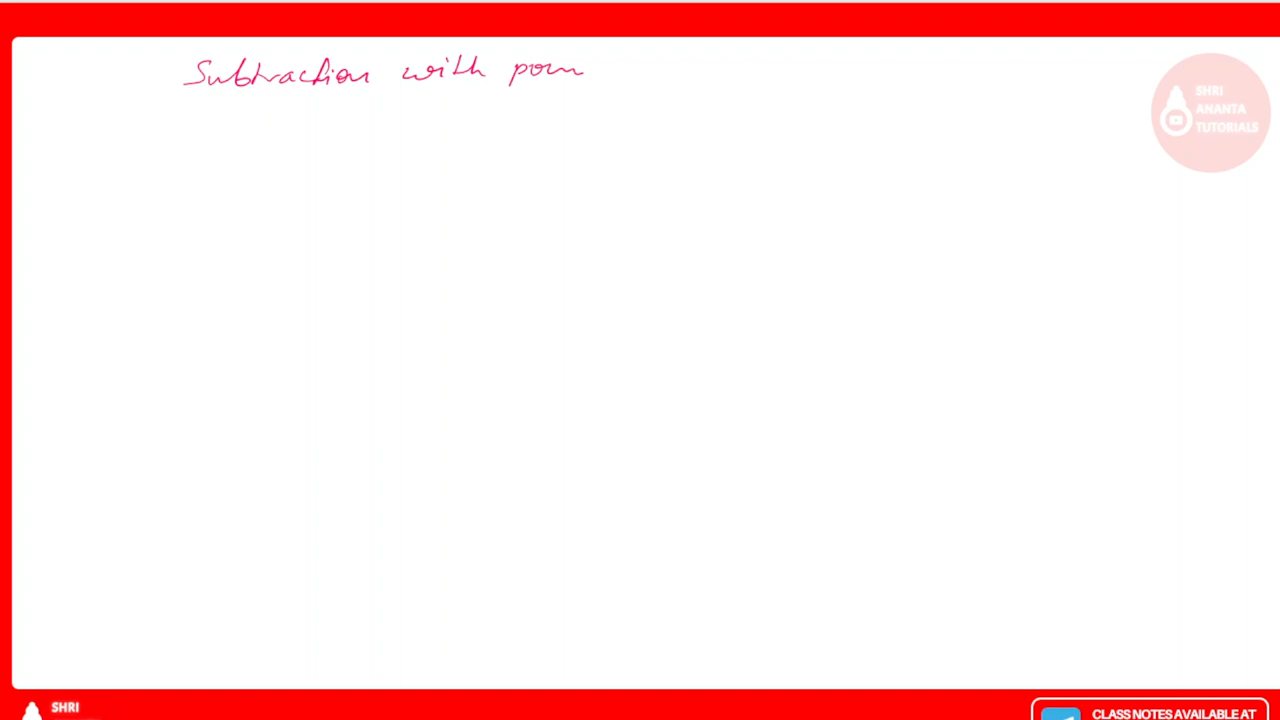 Subtraction with pow
SHRI
ANANTA
TUTORIALS
SHRI
CLASS NOTES AVAILABLE AT